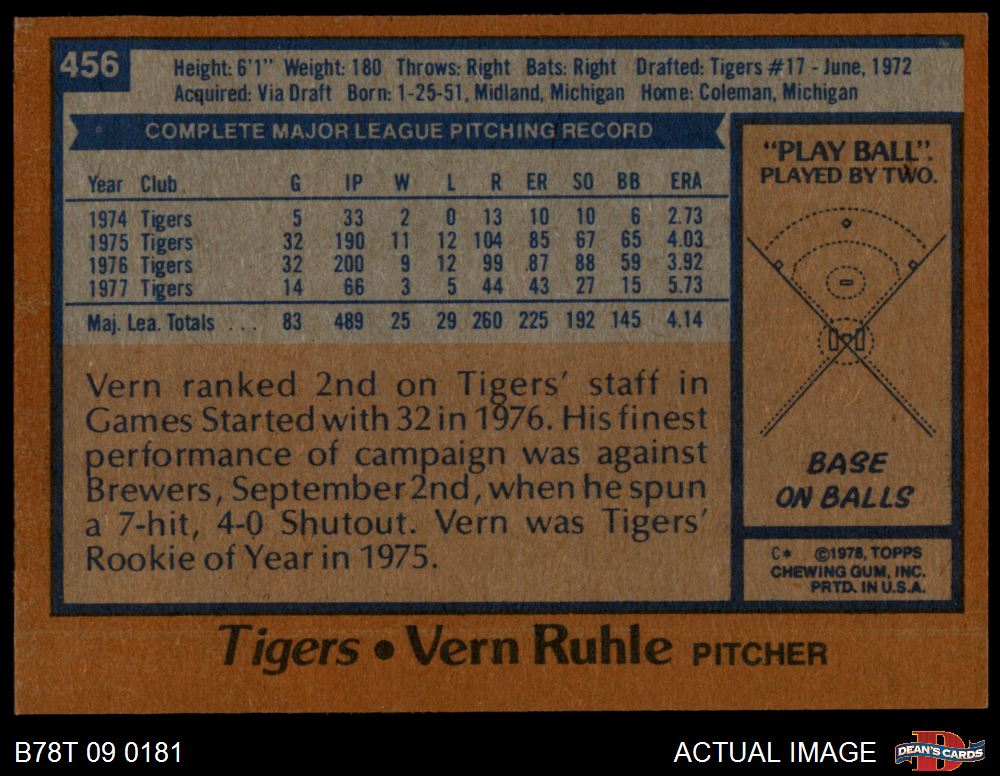 456
Height: 6'1" Weight: 180 Throws: Right Bats: Right Drafted: Tigers #17 - June, 1972
Acquired: Via Draft Born: 1-25-51, Midland, Michigan Home: Coleman, Michigan
COMPLETE MAJOR LEAGUE PITCHING RECORD
Year Club G IP W L R ER SO BB ERA
1974 Tigers 5 33 2 0 13 10 10 6 2.73
1975 Tigers 32 190 11 12 104 85 67 65 4.03
1976 Tigers 32 200 9 12 99 87 88 59 3.92
1977 Tigers 14 66 3 5 44 43 27 15 5.73
Maj. Lea. Totals . . . 83 489 25 29 260 225 192 145 4.14
Vern ranked 2nd on Tigers' staff in
Games Started with 32 in 1976. His finest
performance of campaign was against
Brewers, September 2nd, when he spun
a 7-hit, 4-0 Shutout. Vern was Tigers'
Rookie of Year in 1975.
"PLAY BALL".
PLAYED BY TWO.
BASE
ON BALLS
C* ©1978, TOPPS
CHEWING GUM, INC.
PRTD. IN U.S.A.
Tigers • Vern Ruhle PITCHER
B78T 09 0181
ACTUAL IMAGE
DEAN'S CARDS